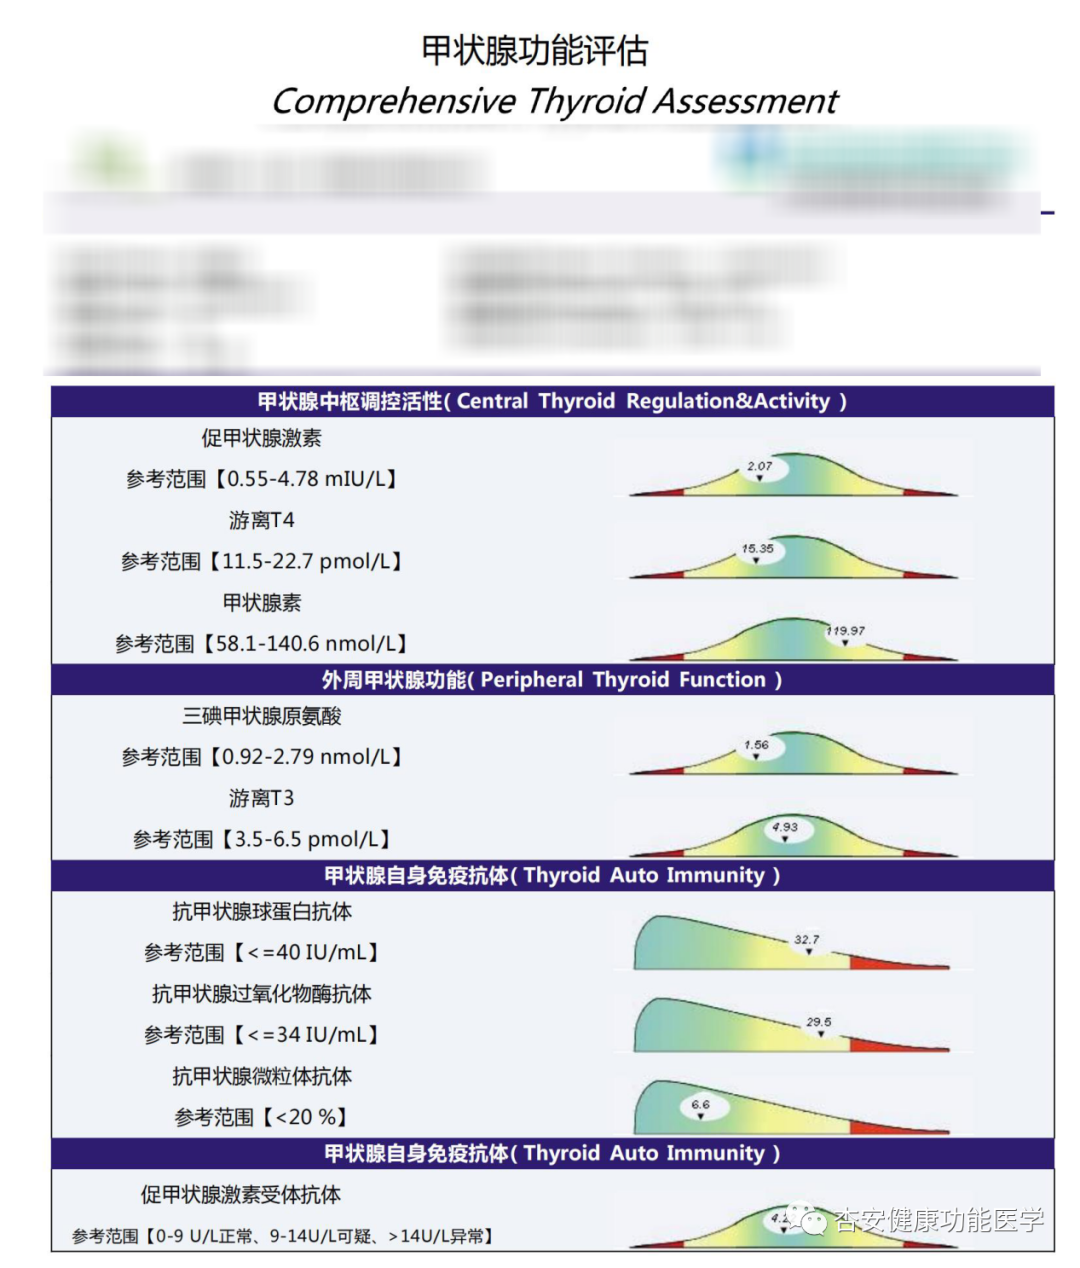 甲状腺功能评估
Comprehensive Thyroid Assessment
甲状腺中枢调控活性( Central Thyroid Regulation&Activity )
促甲状腺激素
2.07
参考范围【0.55-4.78 mIU/L】
游离T4
15.35
参考范围【11.5-22.7 pmol/L】
甲状腺素
119.97
参考范围【58.1-140.6 nmol/L】
外周甲状腺功能( Peripheral Thyroid Function )
三碘甲状腺原氨酸
1.56
参考范围【0.92-2.79 nmol/L】
游离T3
4.93
参考范围【3.5-6.5 pmol/L】
甲状腺自身免疫抗体( Thyroid Auto Immunity )
抗甲状腺球蛋白抗体
32.7
参考范围【<=40 IU/mL】
抗甲状腺过氧化物酶抗体
29.5
参考范围【<=34 IU/mL】
抗甲状腺微粒体抗体
6.6
参考范围【<20 %】
甲状腺自身免疫抗体( Thyroid Auto Immunity )
促甲状腺激素受体抗体
参考范围【0-9 U/L正常、9-14U/L可疑、>14U/L异常】
杏安健康功能医学